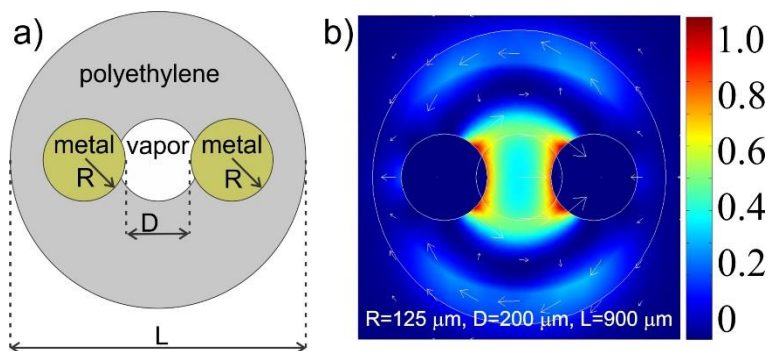 a)
polyethylene
metal vapor metal
R R
D
L
b)
R=125 μm, D=200 μm, L=900 μm
1.0
0.8
0.6
0.4
0.2
0